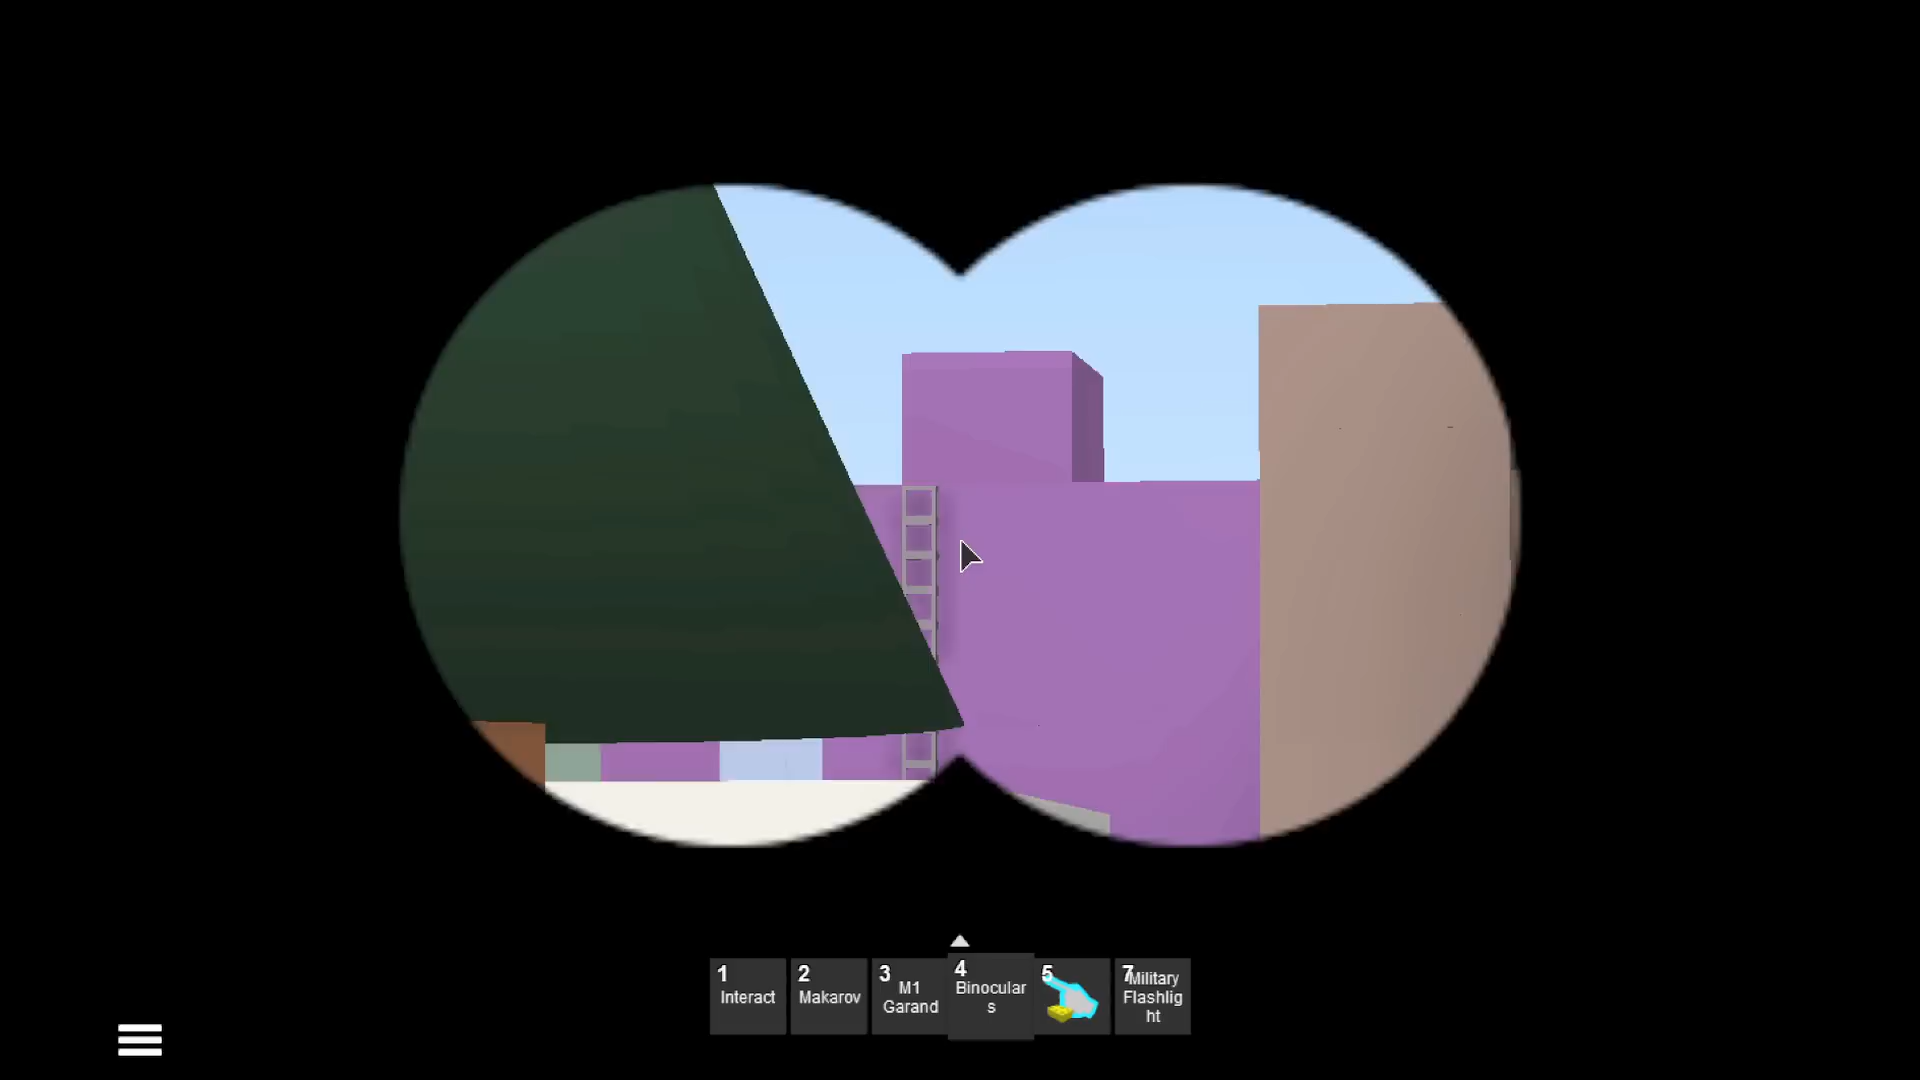 1
Interact
2
Makarov
3
M1
Garand
4
Binocular
s
5
7
Military
Flashlig
ht